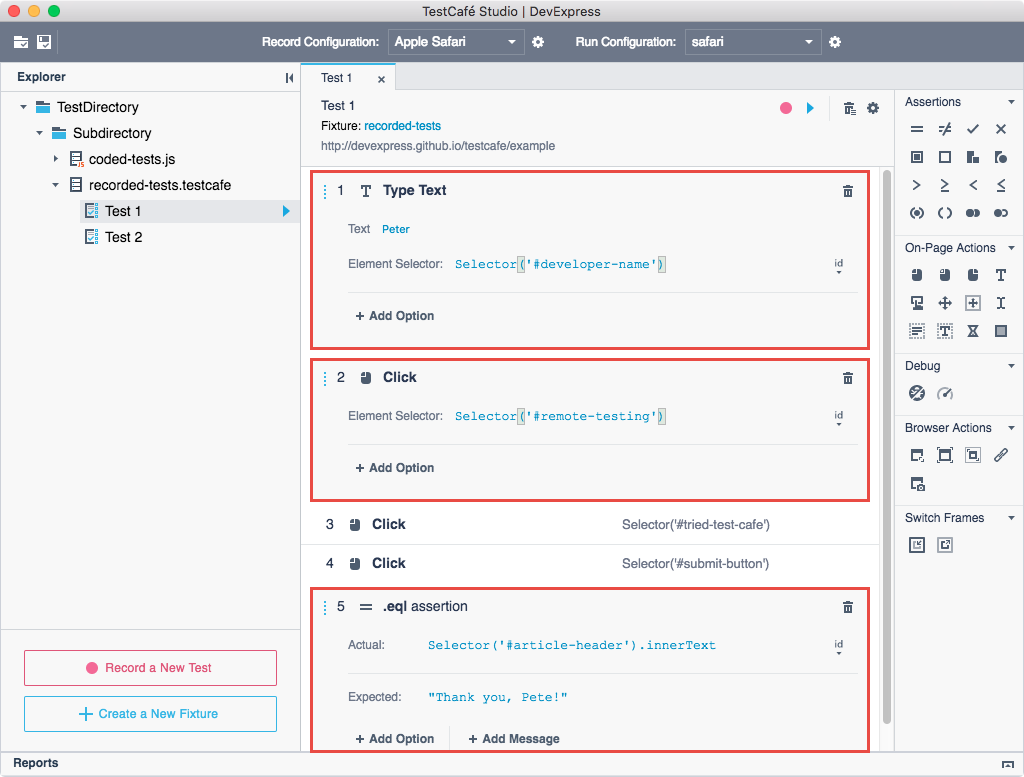 TestCafé Studio | DevExpress
Record Configuration: Apple Safari Run Configuration: safari
Explorer
TestDirectory
Subdirectory
coded-tests.js
recorded-tests.testcafe
Test 1
Test 2
Record a New Test
Create a New Fixture
Test 1 ×
Test 1
Fixture: recorded-tests
http://devexpress.github.io/testcafe/example
1 Type Text
Text Peter
Element Selector: Selector('#developer-name') id
+ Add Option
2 Click
Element Selector: Selector('#remote-testing') id
+ Add Option
3 Click Selector('#tried-test-cafe')
4 Click Selector('#submit-button')
5 .eql assertion
Actual: Selector('#article-header').innerText id
Expected: "Thank you, Pete!"
+ Add Option + Add Message
Assertions
On-Page Actions
Debug
Browser Actions
Switch Frames
Reports